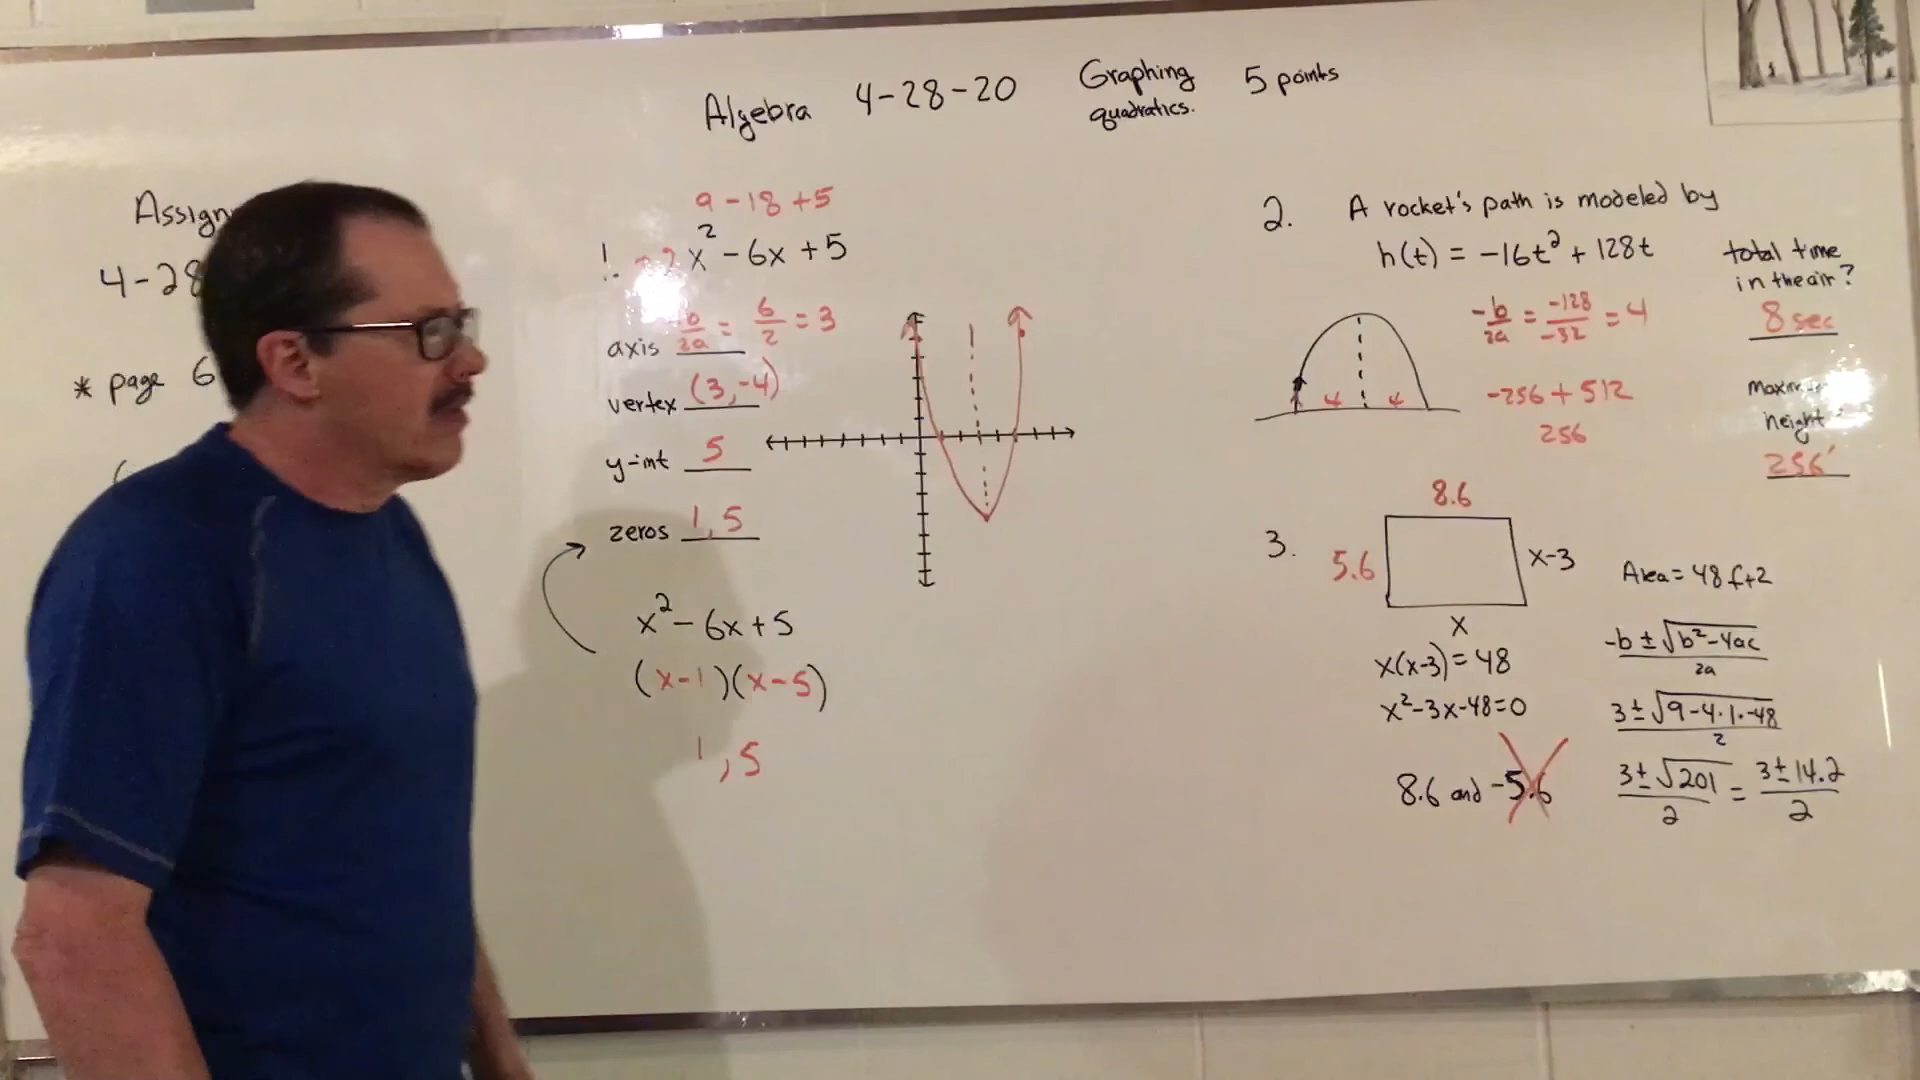 Algebra 4-28-20 Graphing quadratics. 5 points
Assign
4-28
* page 6
9 - 18 + 5
1. x² - 6x + 5
axis -b/2a = 6/2 = 3
vertex (3, -4)
y-int 5
zeros 1, 5
x² - 6x + 5
(x-1)(x-5)
1, 5
2. A rocket's path is modeled by
h(t) = -16t² + 128t
-b/2a = -128/-32 = 4
-256 + 512
256
4 4
total time
in the air?
8 sec
height
256'
3.
8.6
5.6
x-3
x
Area = 48 ft2
x(x-3) = 48
x²-3x-48=0
8.6 and -5.6
-b ± √b²-4ac / 2a
3 ± √9-4·1·-48 / 2
3 ± √201 / 2 = 3 ± 14.2 / 2